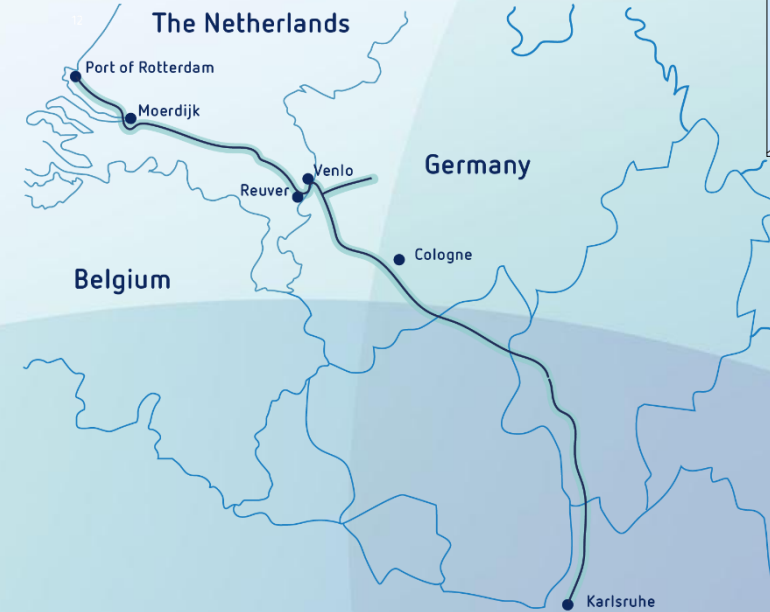 The Netherlands
Port of Rotterdam
Moerdijk
Venlo
Reuver
Germany
Cologne
Belgium
Karlsruhe